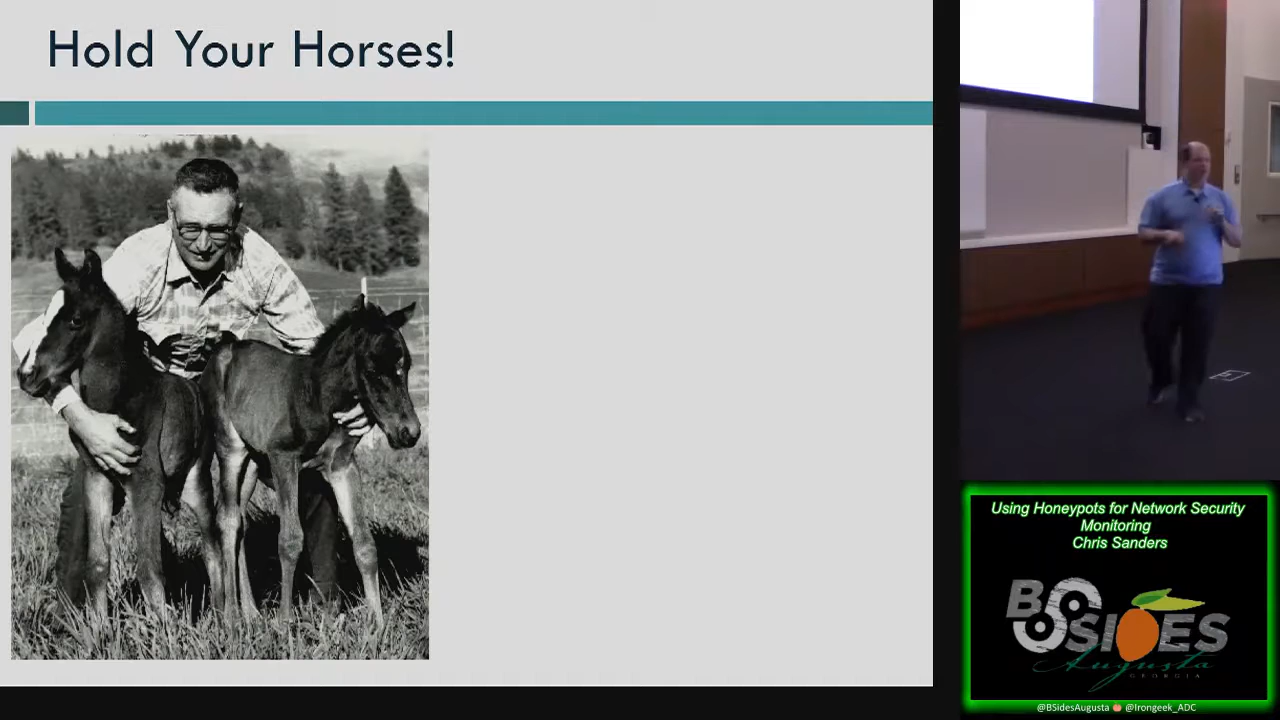 Hold Your Horses!
Using Honeypots for Network Security
Monitoring
Chris Sanders
BSIDES
Augusta
GEORGIA
@BSidesAugusta @Irongeek_ADC